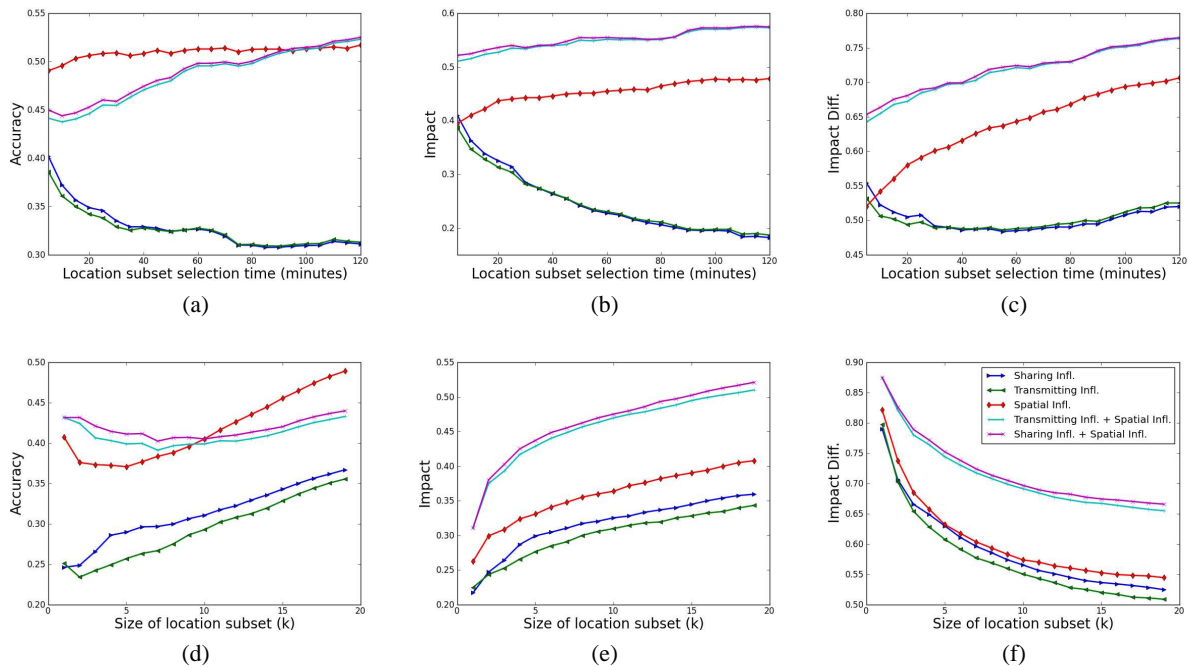 0.55
0.50
0.45
0.40
0.35
0.30
Accuracy
20 40 60 80 100 120
Location subset selection time (minutes)
(a)
0.6
0.5
0.4
0.3
0.2
Impact
20 40 60 80 100 120
Location subset selection time (minutes)
(b)
0.80
0.75
0.70
0.65
0.60
0.55
0.50
0.45
Impact Diff.
20 40 60 80 100 120
Location subset selection time (minutes)
(c)
0.50
0.45
0.40
0.35
0.30
0.25
0.20
Accuracy
0 5 10 15 20
Size of location subset (k)
(d)
0.55
0.50
0.45
0.40
0.35
0.30
0.25
0.20
Impact
0 5 10 15 20
Size of location subset (k)
(e)
0.90
0.85
0.80
0.75
0.70
0.65
0.60
0.55
0.50
Impact Diff.
Sharing Infl.
Transmitting Infl.
Spatial Infl.
Transmitting Infl. + Spatial Infl.
Sharing Infl. + Spatial Infl.
0 5 10 15 20
Size of location subset (k)
(f)